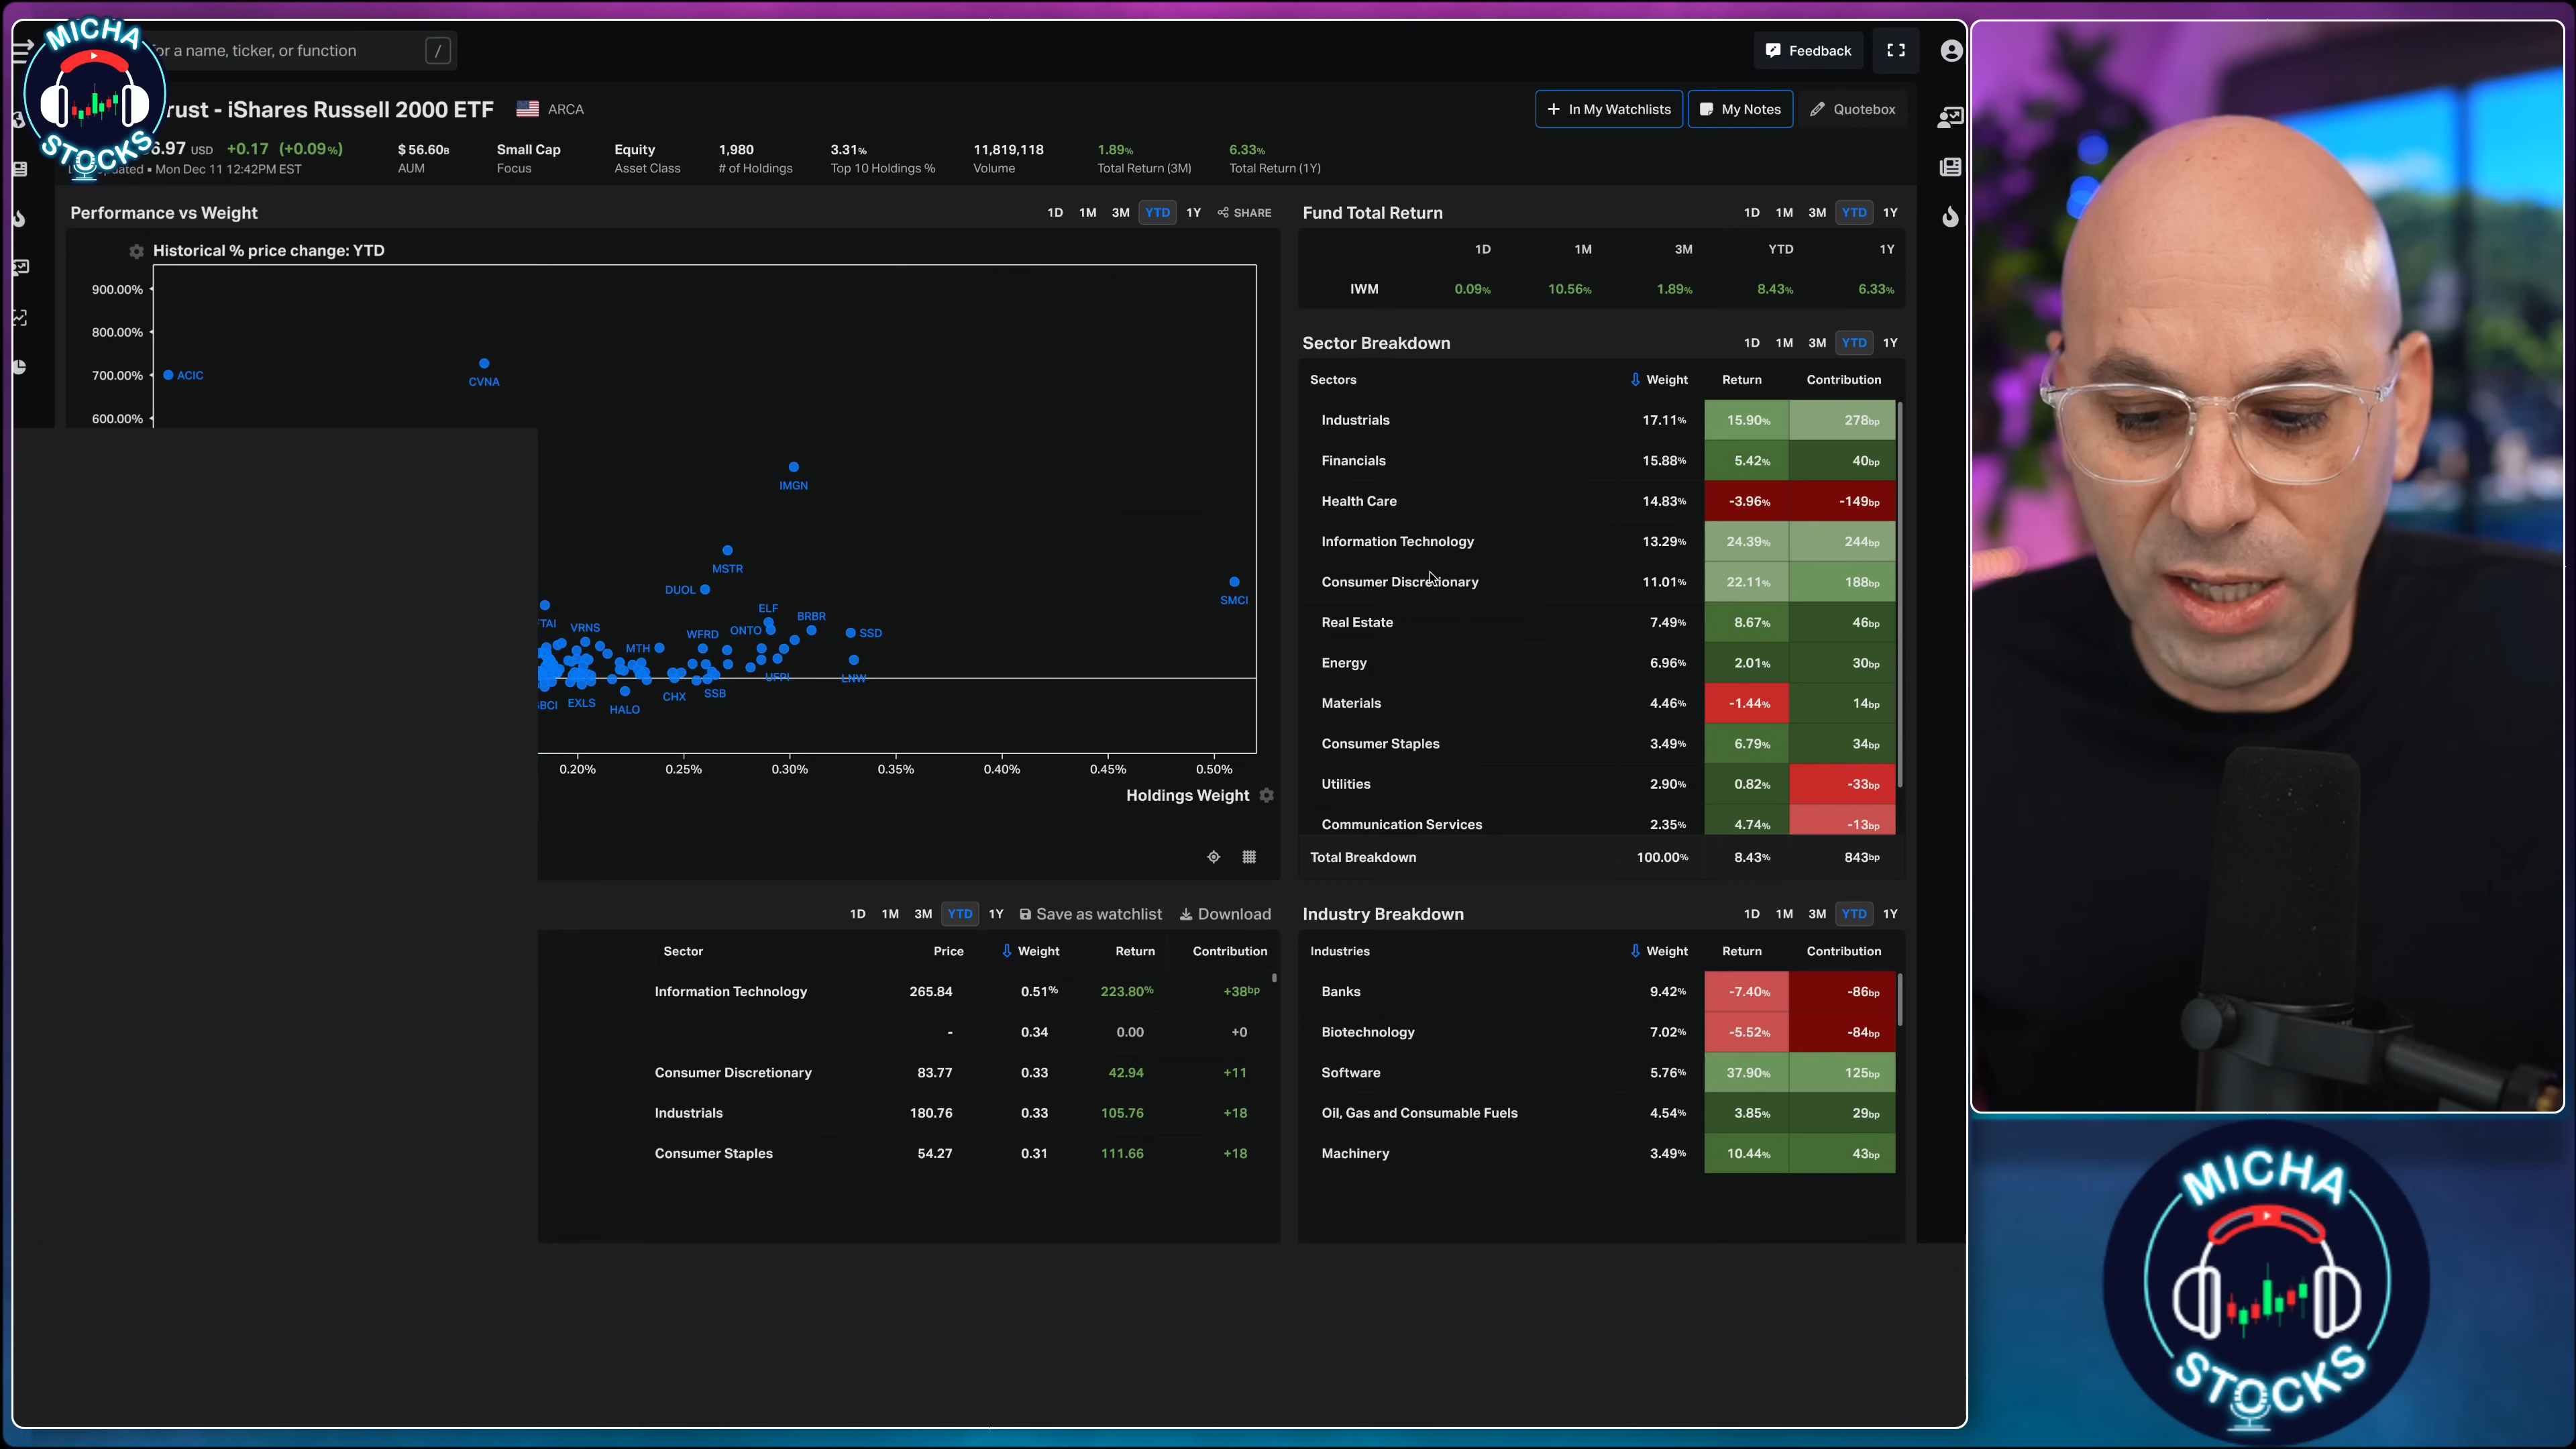 MICHA
STOCKS
or a name, ticker, or function
/
Feedback
rust - iShares Russell 2000 ETF
ARCA
In My Watchlists
My Notes
Quotebox
6.97 USD +0.17 (+0.09%)
$ 56.60B
Small Cap
Equity
1,980
3.31%
11,819,118
1.89%
6.33%
dated • Mon Dec 11 12:42PM EST
AUM
Focus
Asset Class
# of Holdings
Top 10 Holdings %
Volume
Total Return (3M)
Total Return (1Y)
Performance vs Weight
1D 1M 3M YTD 1Y SHARE
Historical % price change: YTD
900.00%
800.00%
700.00%
600.00%
ACIC
CVNA
IMGN
MSTR
DUOL
SMCI
ELF
BRBR
FTAI
VRNS
WFRD
ONTO
SSD
MTH
UFPI
LNW
CHX
SSB
GBCI
EXLS
HALO
0.20% 0.25% 0.30% 0.35% 0.40% 0.45% 0.50%
Holdings Weight
1D 1M 3M YTD 1Y Save as watchlist Download
Sector Price Weight Return Contribution
Information Technology 265.84 0.51% 223.80% +38bp
- 0.34 0.00 +0
Consumer Discretionary 83.77 0.33 42.94 +11
Industrials 180.76 0.33 105.76 +18
Consumer Staples 54.27 0.31 111.66 +18
Fund Total Return 1D 1M 3M YTD 1Y
1D 1M 3M YTD 1Y
IWM 0.09% 10.56% 1.89% 8.43% 6.33%
Sector Breakdown 1D 1M 3M YTD 1Y
Sectors Weight Return Contribution
Industrials 17.11% 15.90% 278bp
Financials 15.88% 5.42% 40bp
Health Care 14.83% -3.96% -149bp
Information Technology 13.29% 24.39% 244bp
Consumer Discretionary 11.01% 22.11% 188bp
Real Estate 7.49% 8.67% 46bp
Energy 6.96% 2.01% 30bp
Materials 4.46% -1.44% 14bp
Consumer Staples 3.49% 6.79% 34bp
Utilities 2.90% 0.82% -33bp
Communication Services 2.35% 4.74% -13bp
Total Breakdown 100.00% 8.43% 843bp
Industry Breakdown 1D 1M 3M YTD 1Y
Industries Weight Return Contribution
Banks 9.42% -7.40% -86bp
Biotechnology 7.02% -5.52% -84bp
Software 5.76% 37.90% 125bp
Oil, Gas and Consumable Fuels 4.54% 3.85% 29bp
Machinery 3.49% 10.44% 43bp
MICHA
STOCKS